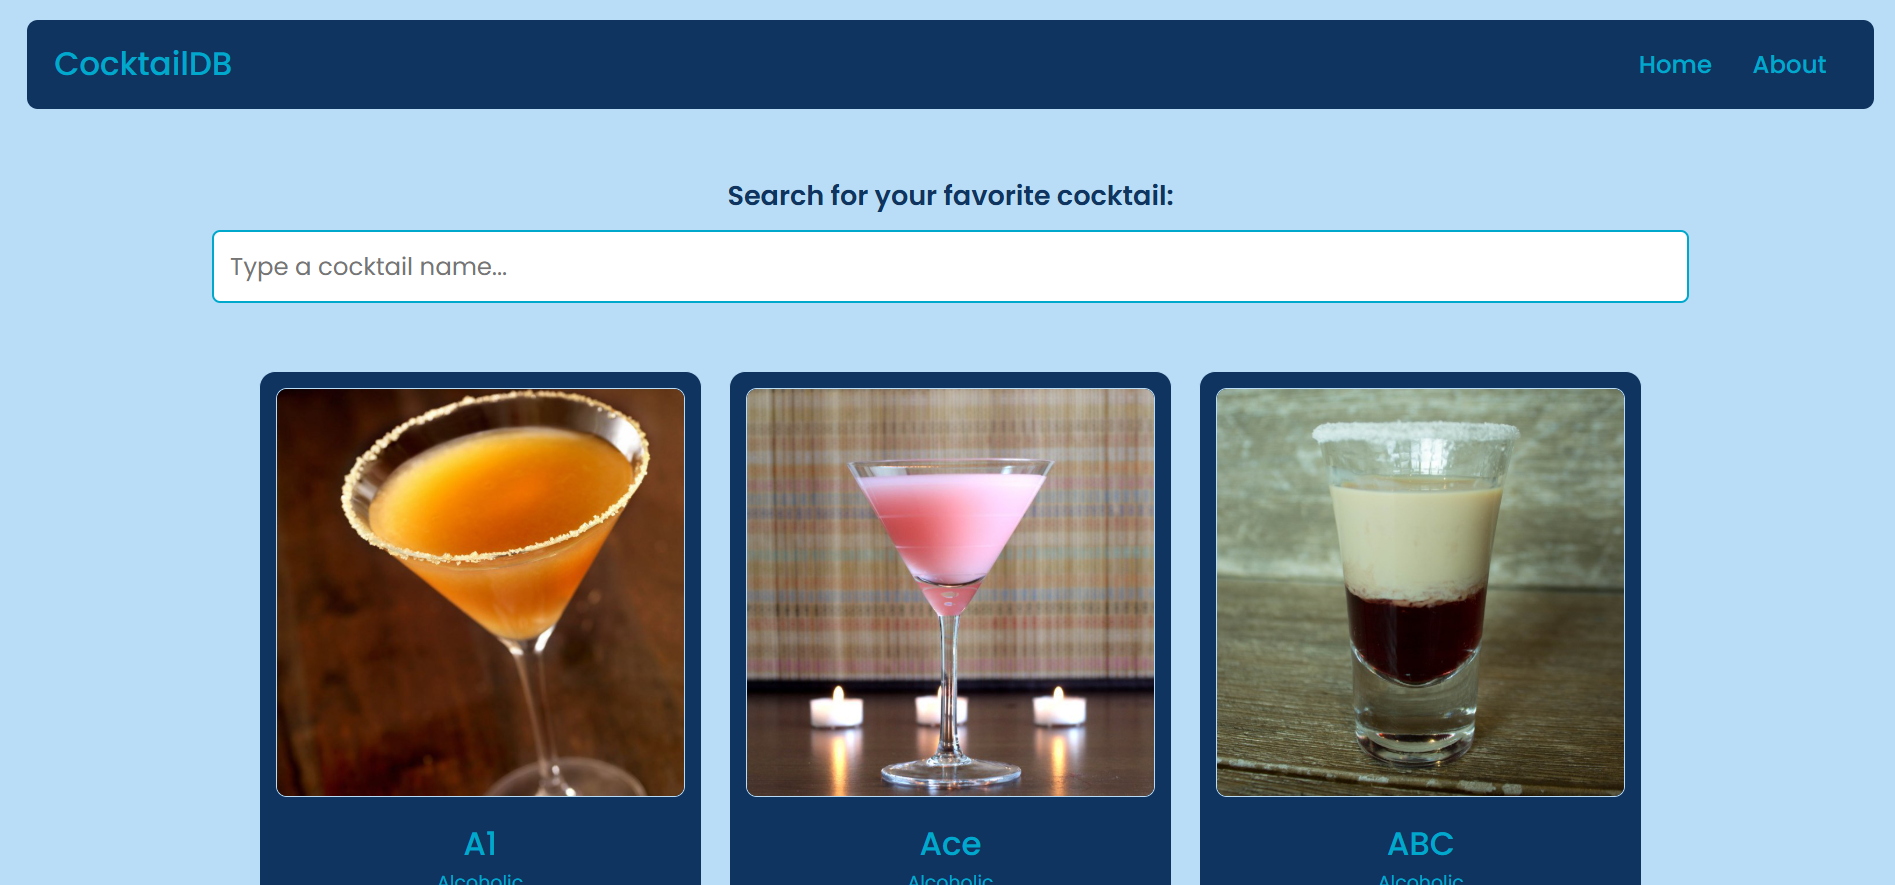 CocktailDB
Home
About
Search for your favorite cocktail:
Type a cocktail name...
A1
Ace
ABC
Alcoholic
Alcoholic
Alcoholic